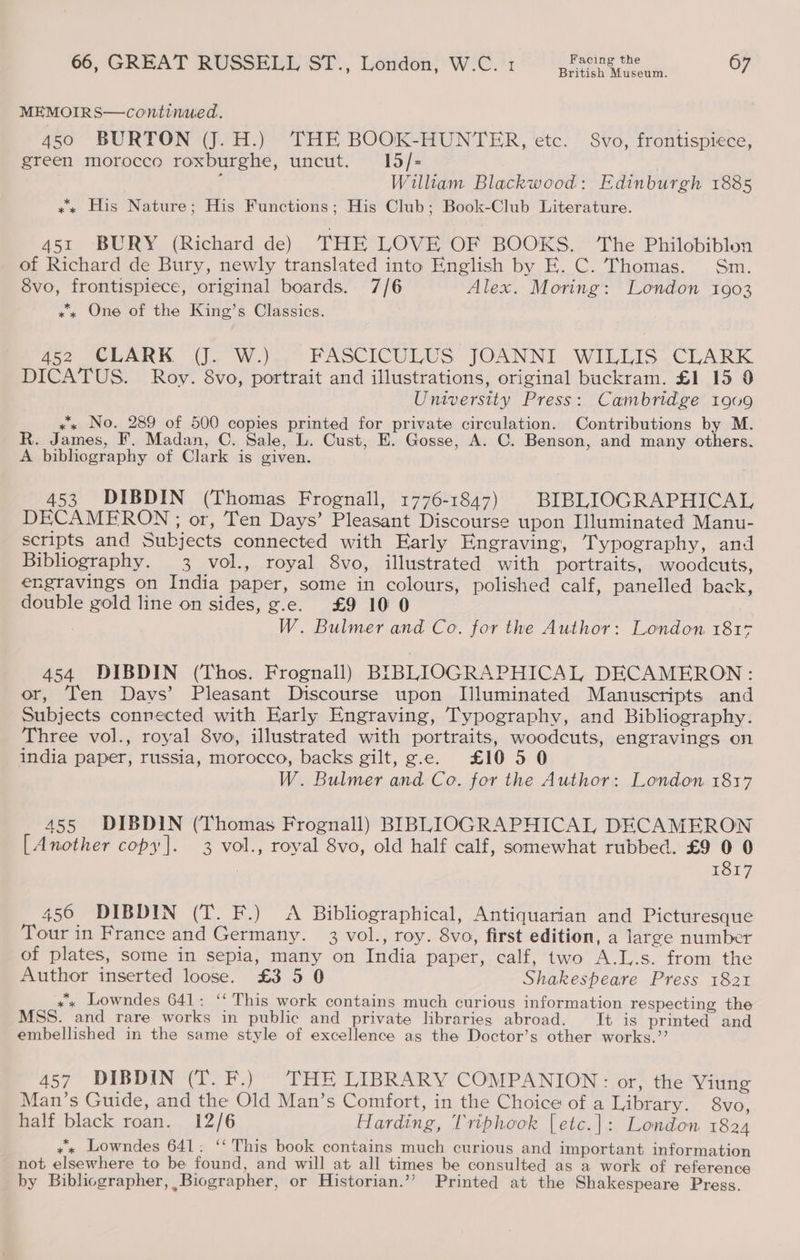 66, GREAT RUSSELL ST., London, W.C. 1 Facing the British Museum. 67
MEMOIRS—continued.
450 BURTON (J. H.) THE BOOK-HUNTER, etc. 8vo, frontispiece,
green morocco roxburghe, uncut. 15/-
William Blackwood: Edinburgh 1885
*** His Nature; His Functions; His Club; Book-Club Literature.
451 BURY (Richard de) THE LOVE OF BOOKS. The Philobiblon
of Richard de Bury, newly translated into English by E. C. Thomas. Sm.
8vo, frontispiece, original boards. 7/6 Alex. Moring: London 1903
*** One of the King's Classics.
452 CLARK (J. W.) FASCICULUS JOANNI WILLIS CLARK
DICATUS. Roy. 8vo, portrait and illustrations, original buckram. £1 15 0
University Press: Cambridge 1909
*** No. 289 of 500 copies printed for private circulation. Contributions by M.
R. James, F. Madan, C. Sale, L. Cust, E. Gosse, A. C. Benson, and many others.
A bibliography of Clark is given.
453 DIBDIN (Thomas Frognall, 1776-1847) BIBLIOGRAPHICAL
DECAMERON; or, Ten Days' Pleasant Discourse upon Illuminated Manu-
scripts and Subjects connected with Early Engraving, Typography, and
Bibliography. 3 vol., royal 8vo, illustrated with portraits, woodcuts,
engravings on India paper, some in colours, polished calf, panelled back,
double gold line on sides, g.e. £9 10 0
W. Bulmer and Co. for the Author: London 1817
454 DIBDIN (Thos. Frognall) BIBLIOGRAPHICAL DECAMERON:
or, Ten Days' Pleasant Discourse upon Illuminated Manuscripts and
Subjects connected with Early Engraving, Typography, and Bibliography.
Three vol., royal 8vo, illustrated with portraits, woodcuts, engravings on
india paper, russia, morocco, backs gilt, g.e. £10 5 0
W. Bulmer and Co. for the Author: London 1817
455 DIBDIN (Thomas Frognall) BIBLIOGRAPHICAL DECAMERON
[Another copy]. 3 vol., royal 8vo, old half calf, somewhat rubbed. £9 0 0
1817
456 DIBDIN (T. F.) A Bibliographical, Antiquarian and Picturesque
Tour in France and Germany. 3 vol., roy. 8vo, first edition, a large number
of plates, some in sepia, many on India paper, calf, two A.L.s. from the
Author inserted loose. £3 5 0 Shakespeare Press 1821
*** Lowndes 641: "This work contains much curious information respecting the
MSS. and rare works in public and private libraries abroad. It is printed and
embellished in the same style of excellence as the Doctor's other works."
457 DIBDIN (T. F.) THE LIBRARY COMPANION: or, the Yiung
Man's Guide, and the Old Man's Comfort, in the Choice of a Library. 8vo,
half black roan. 12/6 Harding, Triphook [etc.]: London 1824
*** Lowndes 641: "This book contains much curious and important information
not elsewhere to be found, and will at all times be consulted as a work of reference
by Bibliographer, Biographer, or Historian." Printed at the Shakespeare Press.